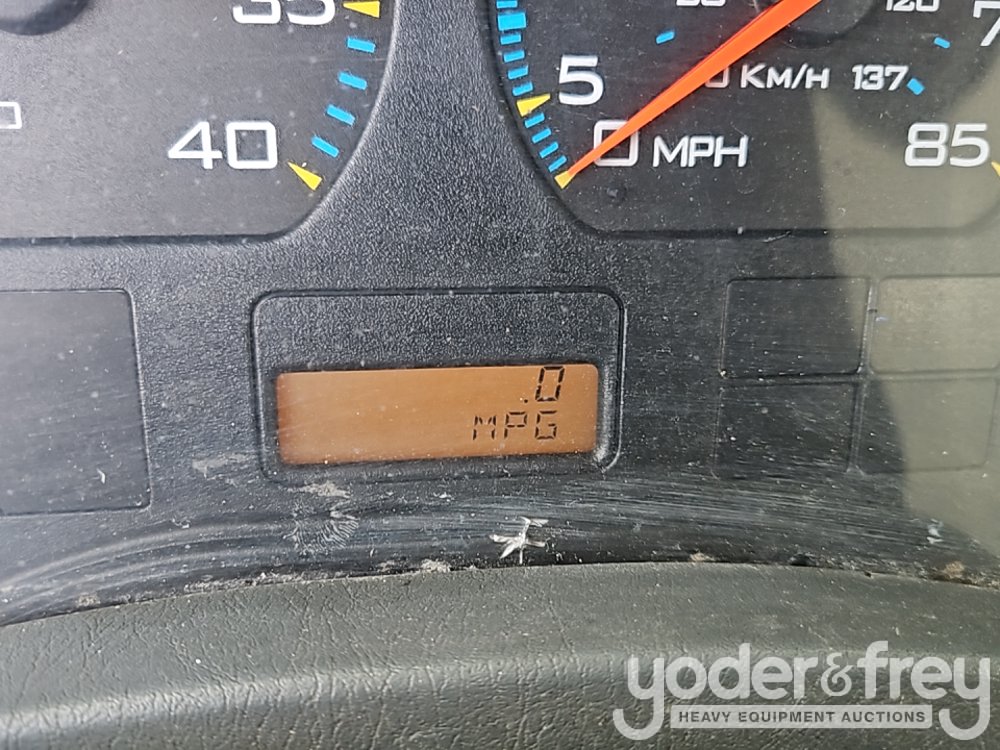 35
40
5
0 MPH
120
KM/H 137
85
.0
MPG
yoder&frey
HEAVY EQUIPMENT AUCTIONS